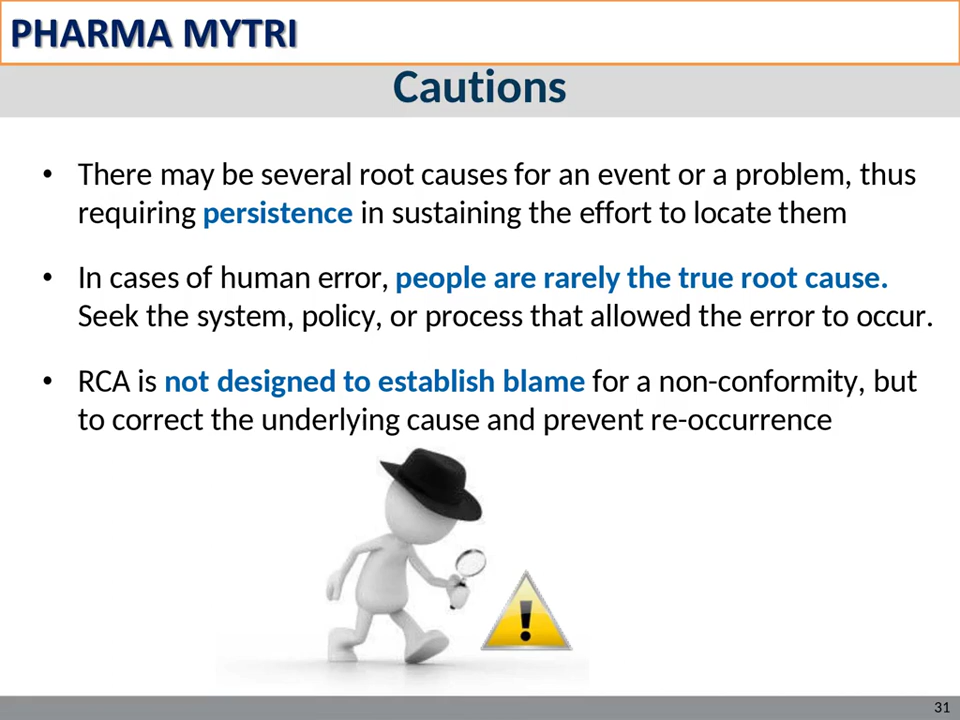 PHARMA MYTRI
Cautions
• There may be several root causes for an event or a problem, thus
requiring persistence in sustaining the effort to locate them
• In cases of human error, people are rarely the true root cause.
Seek the system, policy, or process that allowed the error to occur.
• RCA is not designed to establish blame for a non-conformity, but
to correct the underlying cause and prevent re-occurrence
!
31